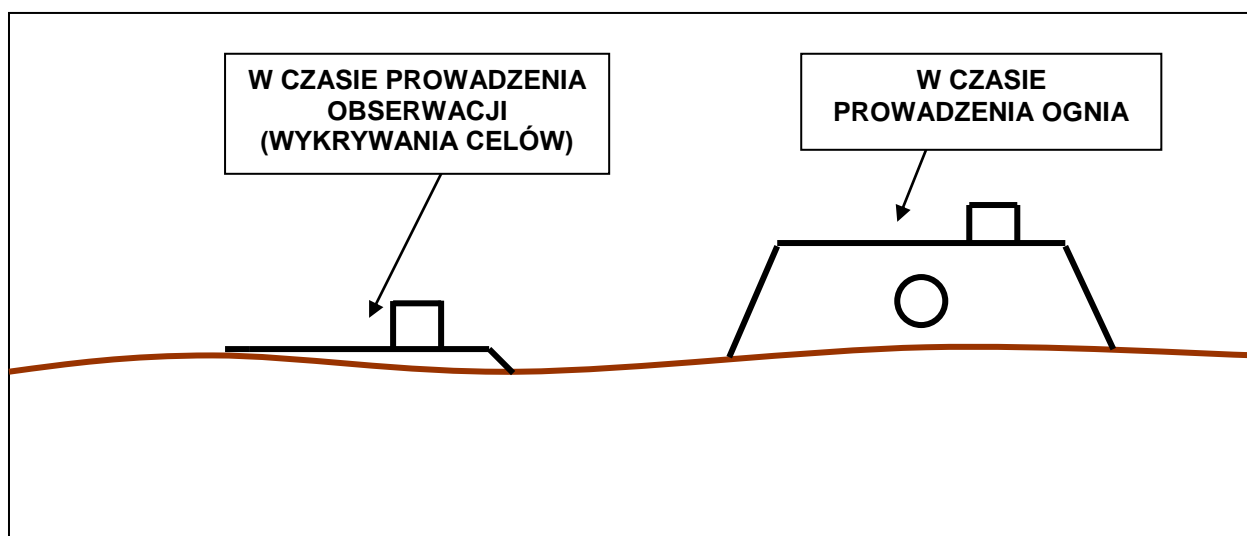 W CZASIE PROWADZENIA
OBSERWACJI
(WYKRYWANIA CELÓW)
W CZASIE
PROWADZENIA OGNIA